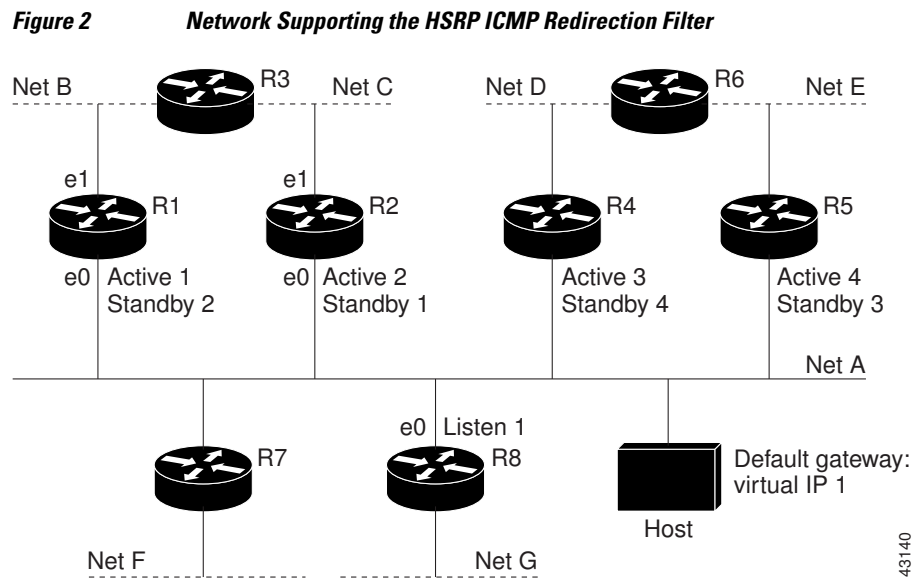 Figure 2 Network Supporting the HSRP ICMP Redirection Filter
Net B
R3
Net C
Net D
R6
Net E
e1
R1
e1
R2
R4
R5
e0
Active 1
Standby 2
e0
Active 2
Standby 1
Active 3
Standby 4
Active 4
Standby 3
Net A
R7
e0
Listen 1
R8
Default gateway:
virtual IP 1
Host
Net F
Net G
43140